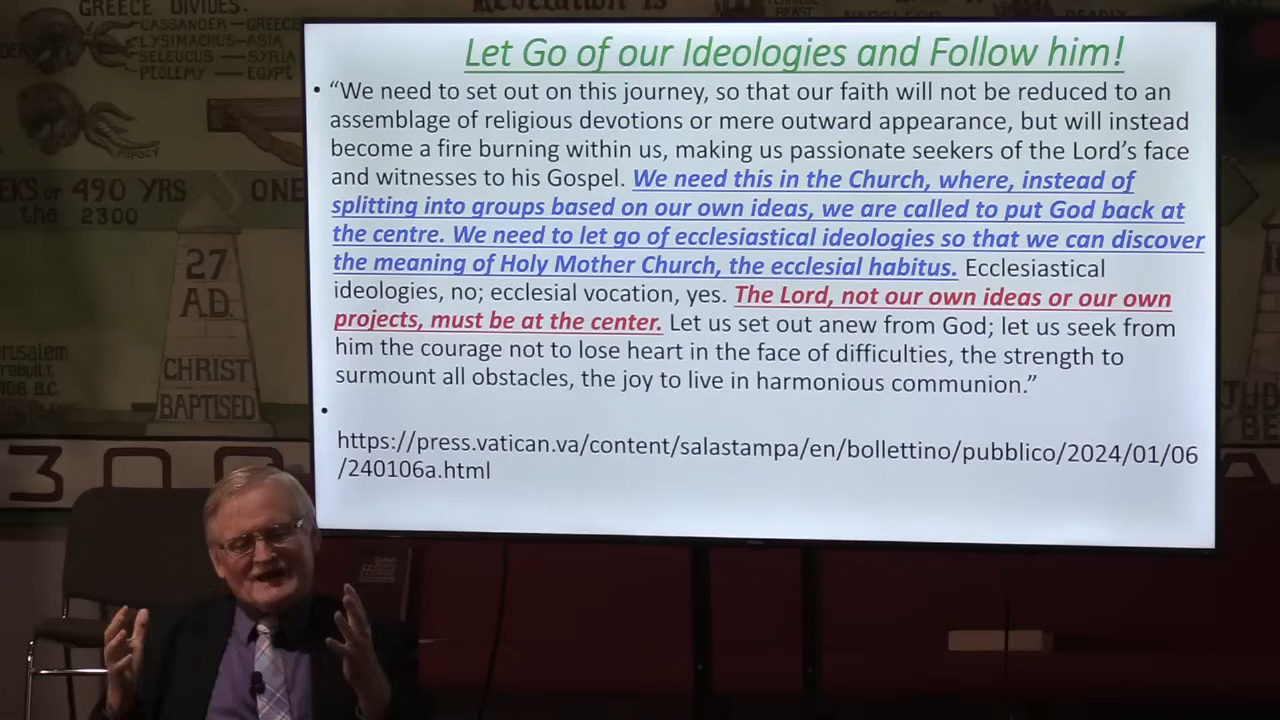 GREECE DIVIDES.
CASSANDER — GREECE
LYSIMACHUS — ASIA
SELEUCUS — SYRIA
PTOLEMY — EGYPT
PAPACY
BEAST
490 YRS
ONE
the 2300
27
A.D.
CHRIST
BAPTISED
300
Let Go of our Ideologies and Follow him!
• “We need to set out on this journey, so that our faith will not be reduced to an
assemblage of religious devotions or mere outward appearance, but will instead
become a fire burning within us, making us passionate seekers of the Lord’s face
and witnesses to his Gospel. We need this in the Church, where, instead of
splitting into groups based on our own ideas, we are called to put God back at
the centre. We need to let go of ecclesiastical ideologies so that we can discover
the meaning of Holy Mother Church, the ecclesial habitus. Ecclesiastical
ideologies, no; ecclesial vocation, yes. The Lord, not our own ideas or our own
projects, must be at the center. Let us set out anew from God; let us seek from
him the courage not to lose heart in the face of difficulties, the strength to
surmount all obstacles, the joy to live in harmonious communion.”
•
https://press.vatican.va/content/salastampa/en/bollettino/pubblico/2024/01/06
/240106a.html